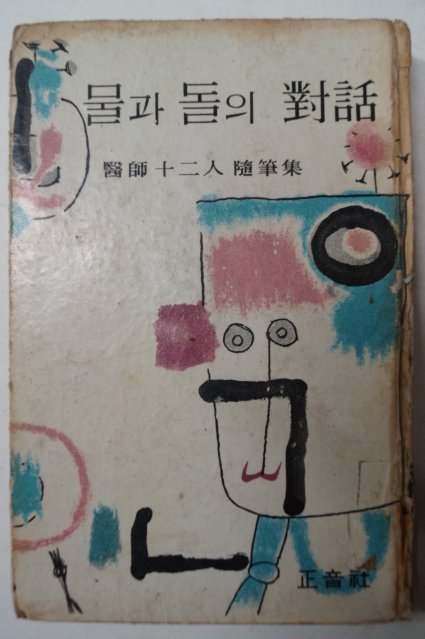 물과 돌의 對話
醫師 十二人 隨筆集
正音社